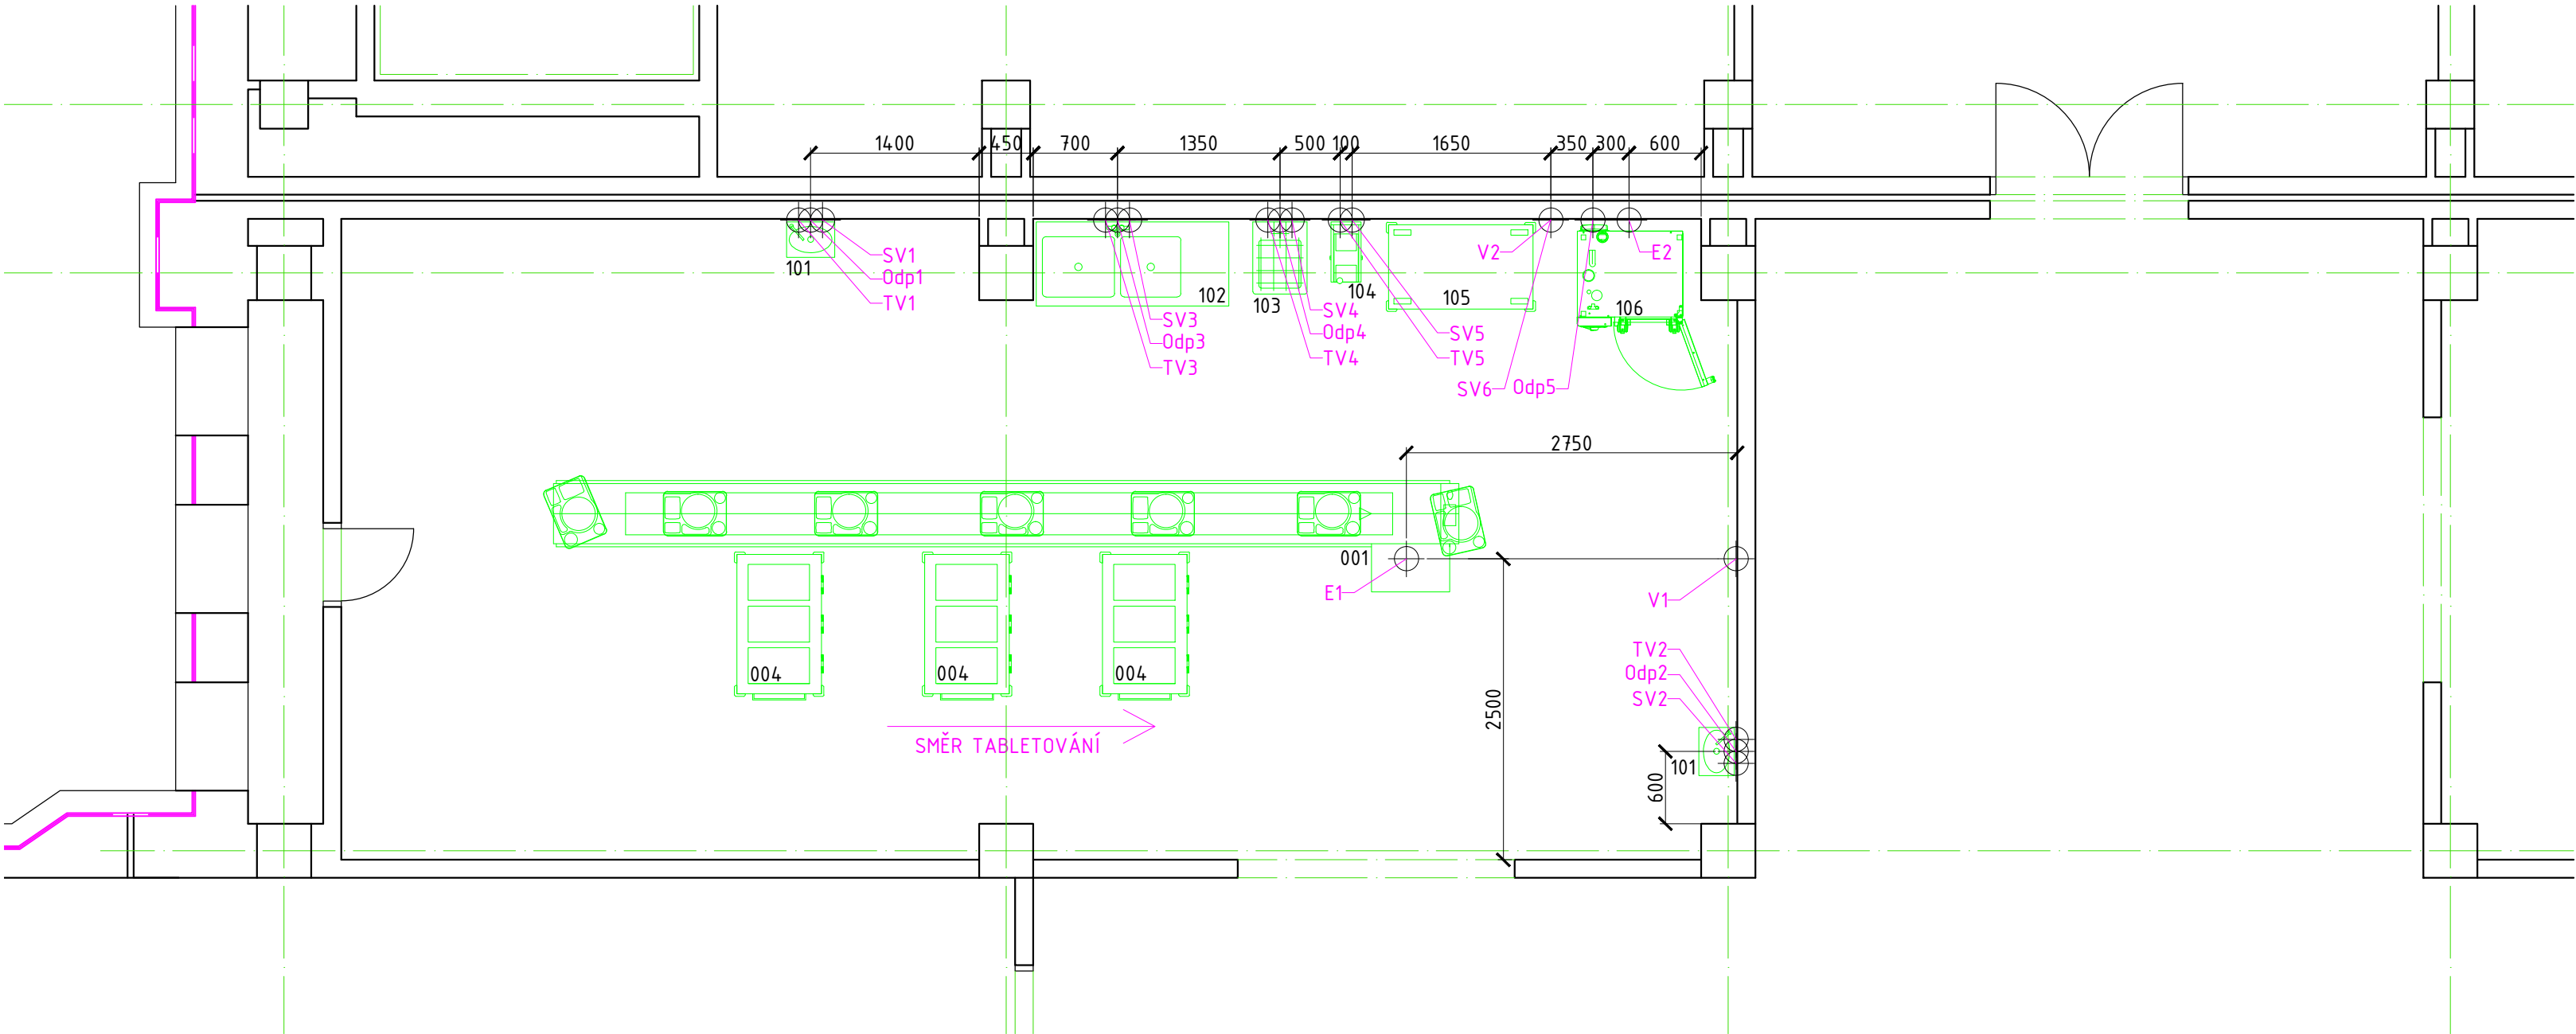 1400 450 700 1350 500 100 1650 350 300 600
SV1
Odp1
TV1
101
102
SV3
Odp3
TV3
103
SV4
Odp4
TV4
104
SV5
TV5
105
V2
E2
106
SV6 Odp5
2750
001
E1
V1
004 004 004
SMĚR TABLETOVÁNÍ
2500
TV2
Odp2
SV2
101
600